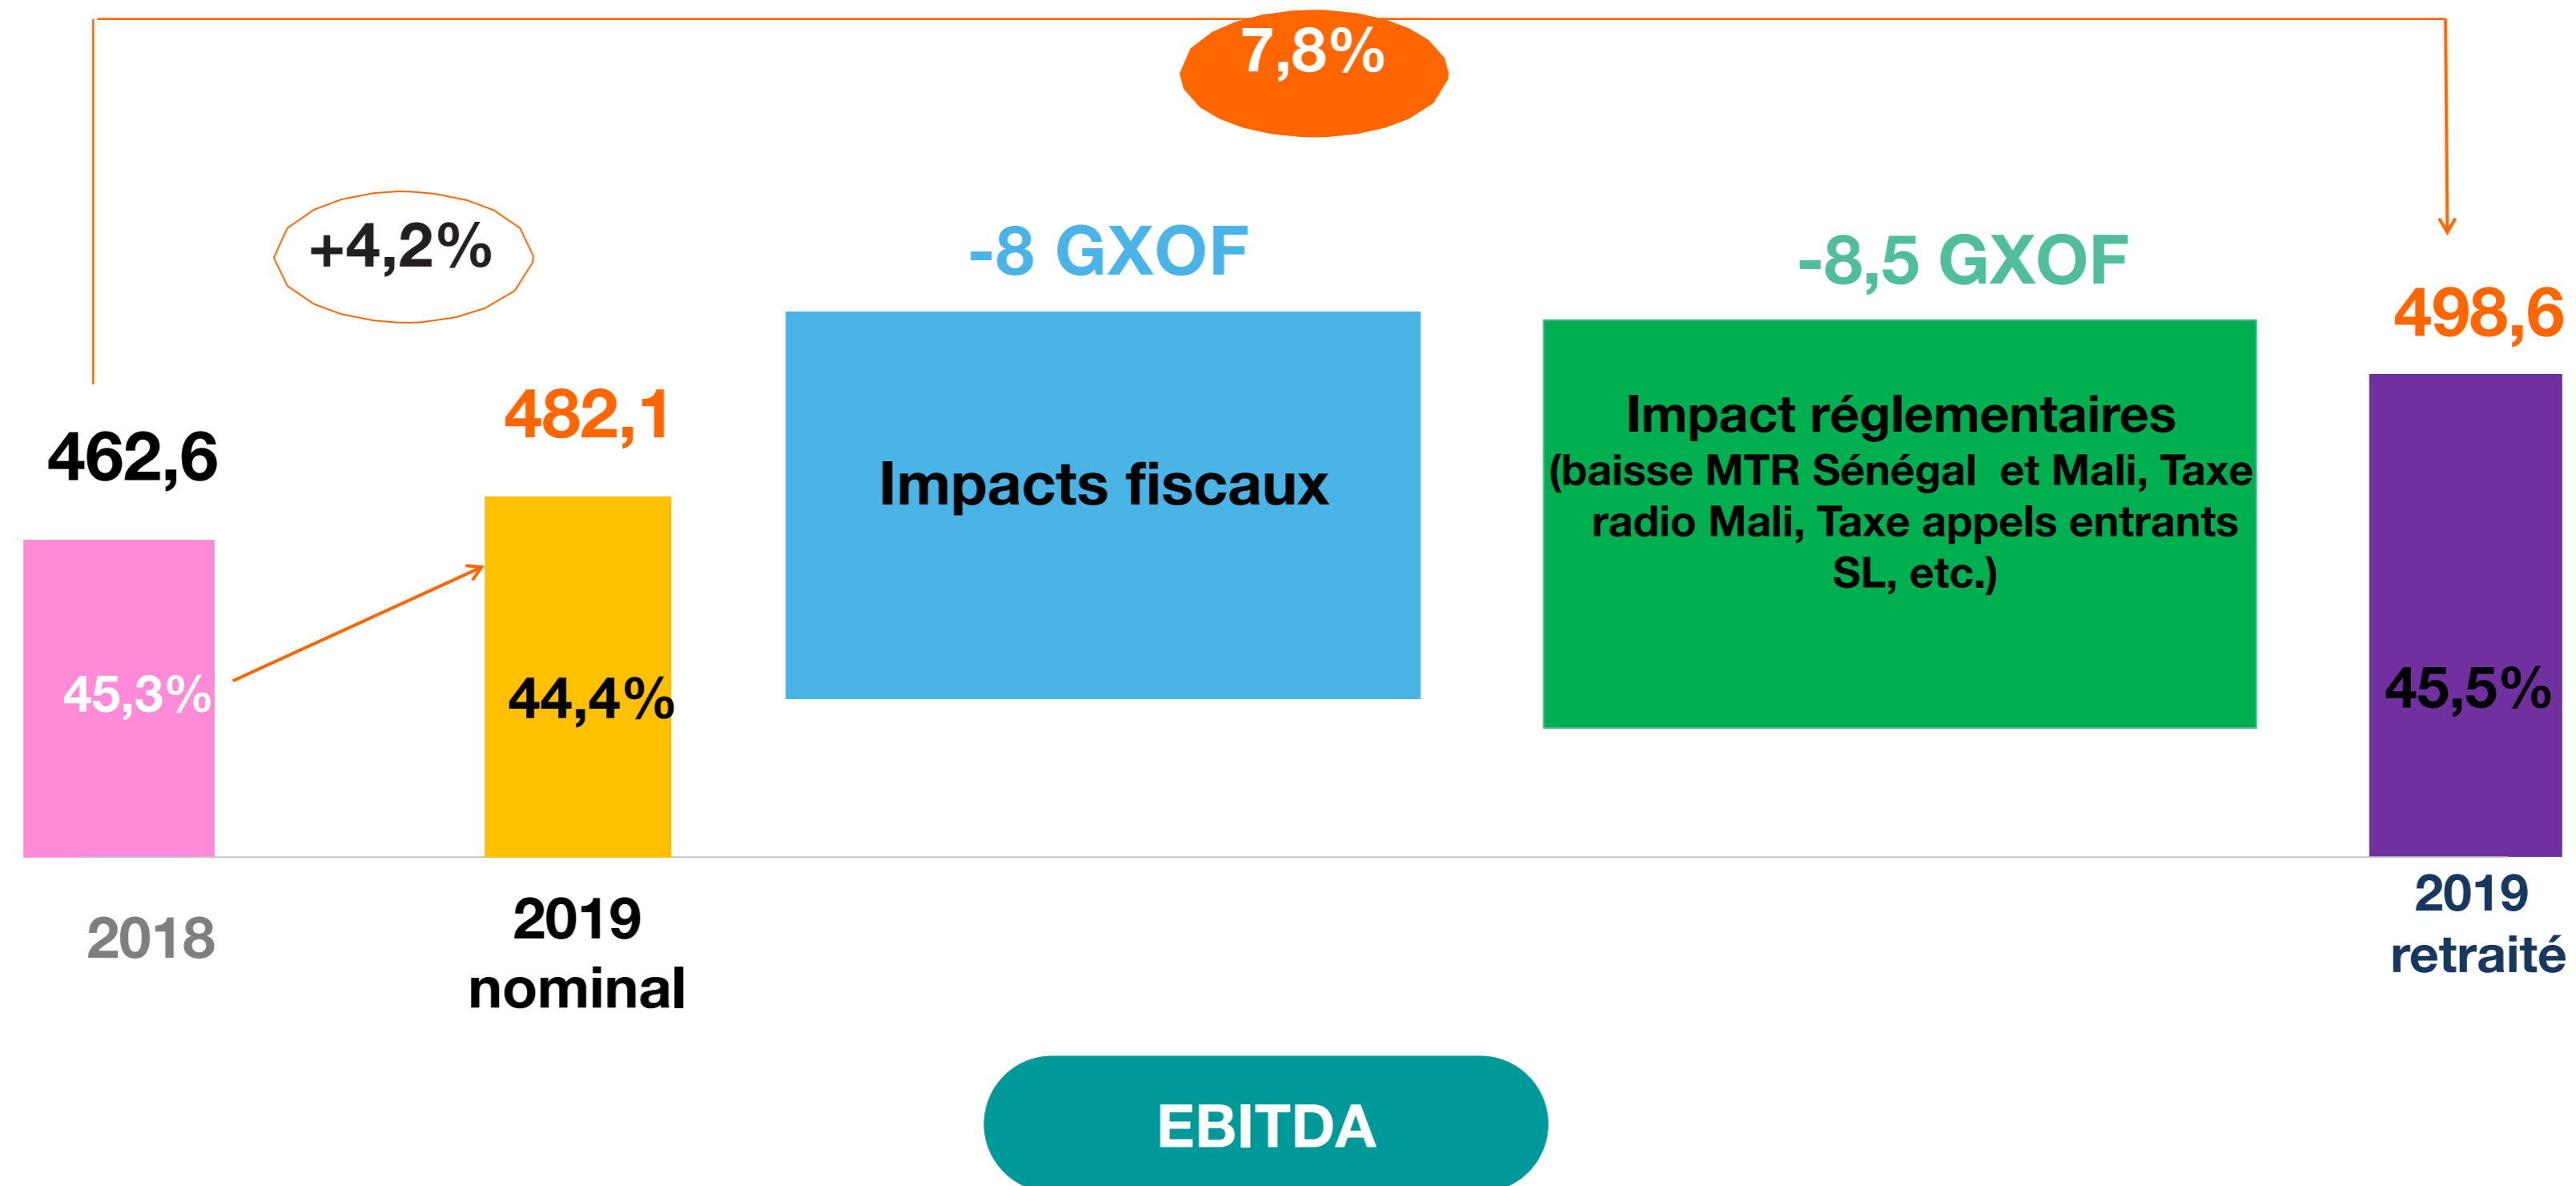 7,8%
+4,2%
-8 GXOF
-8,5 GXOF
498,6
482,1
462,6
Impacts fiscaux
Impact réglementaires
(baisse MTR Sénégal et Mali, Taxe
radio Mali, Taxe appels entrants
SL, etc.)
45,3%
44,4%
45,5%
2018
2019
nominal
2019
retraité
EBITDA